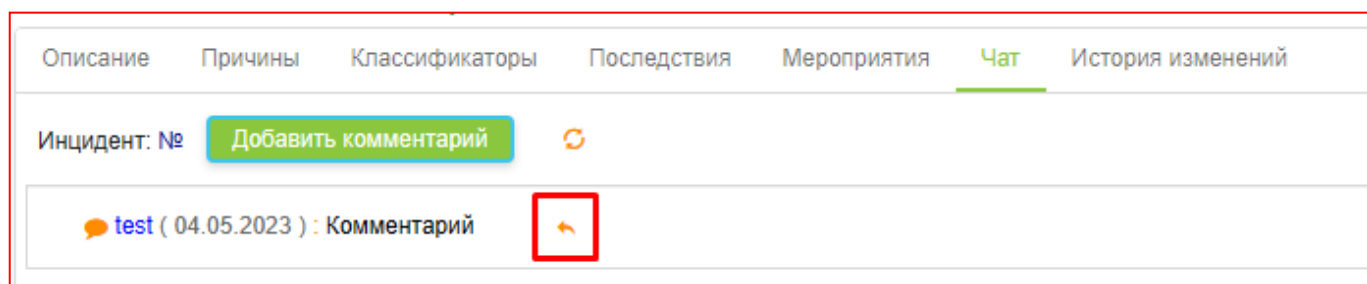 Описание Причины Классификаторы Последствия Мероприятия Чат История изменений
Инцидент: № Добавить комментарий
test ( 04.05.2023 ) : Комментарий